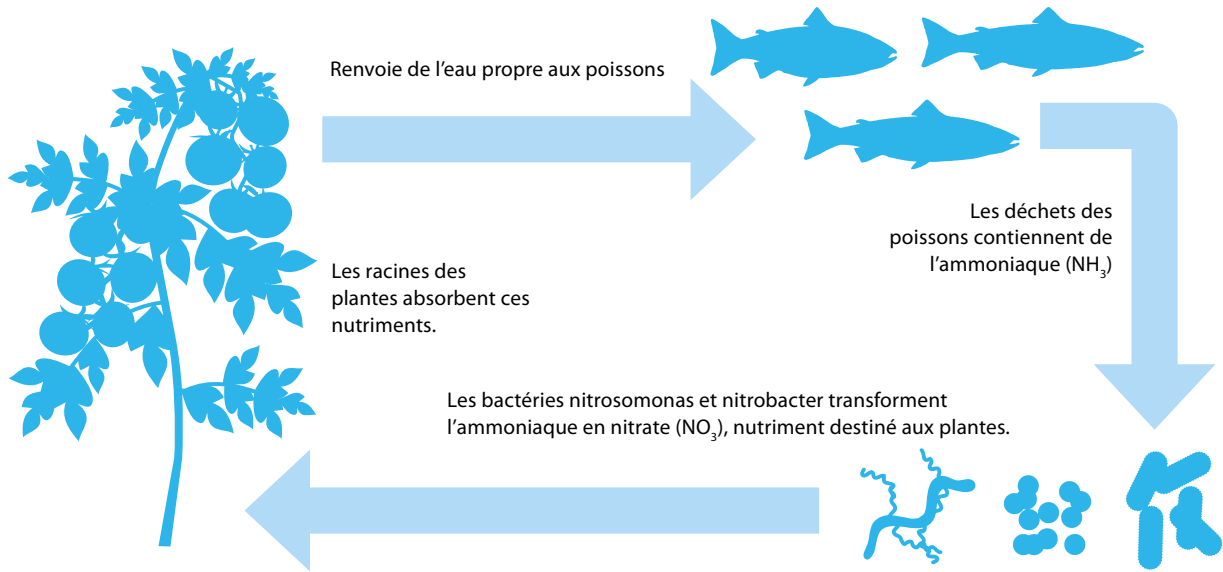 Renvoie de l’eau propre aux poissons
Les déchets des
poissons contiennent de
l’ammoniaque (NH₃)
Les racines des
plantes absorbent ces
nutriments.
Les bactéries nitrosomonas et nitrobacter transforment
l’ammoniaque en nitrate (NO₃), nutriment destiné aux plantes.